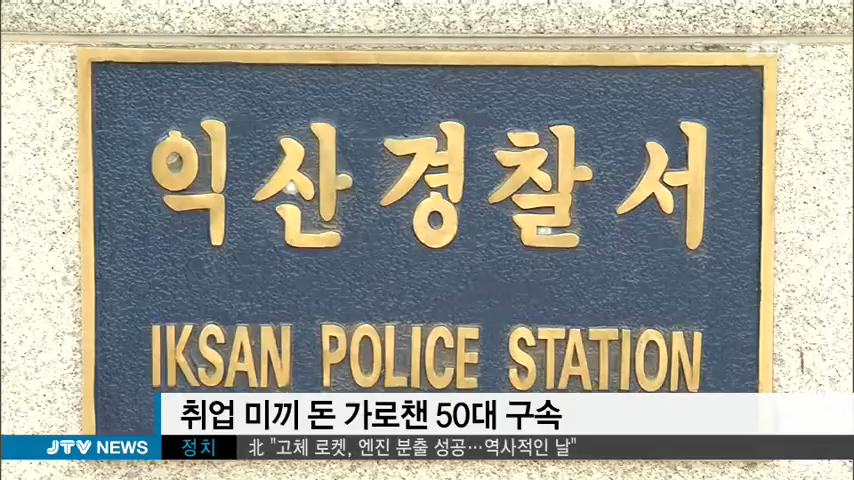 익산경찰서
IKSAN POLICE STATION
취업 미끼 돈 가로챈 50대 구속
JTV NEWS 정치 北 "고체 로켓, 엔진 분출 성공…역사적인 날"